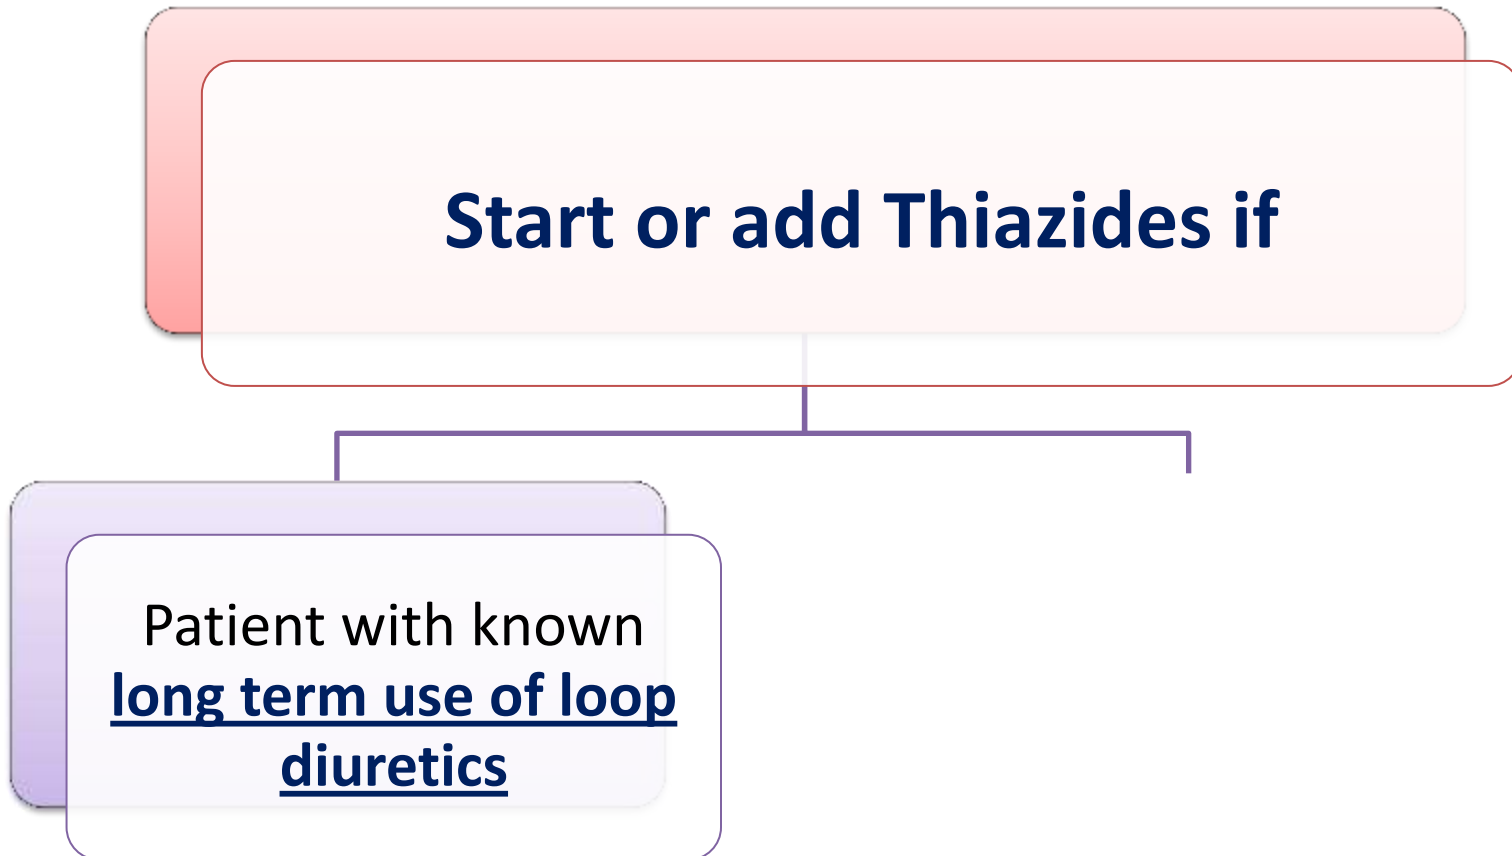 Start or add Thiazides if
Patient with known
long term use of loop
diuretics